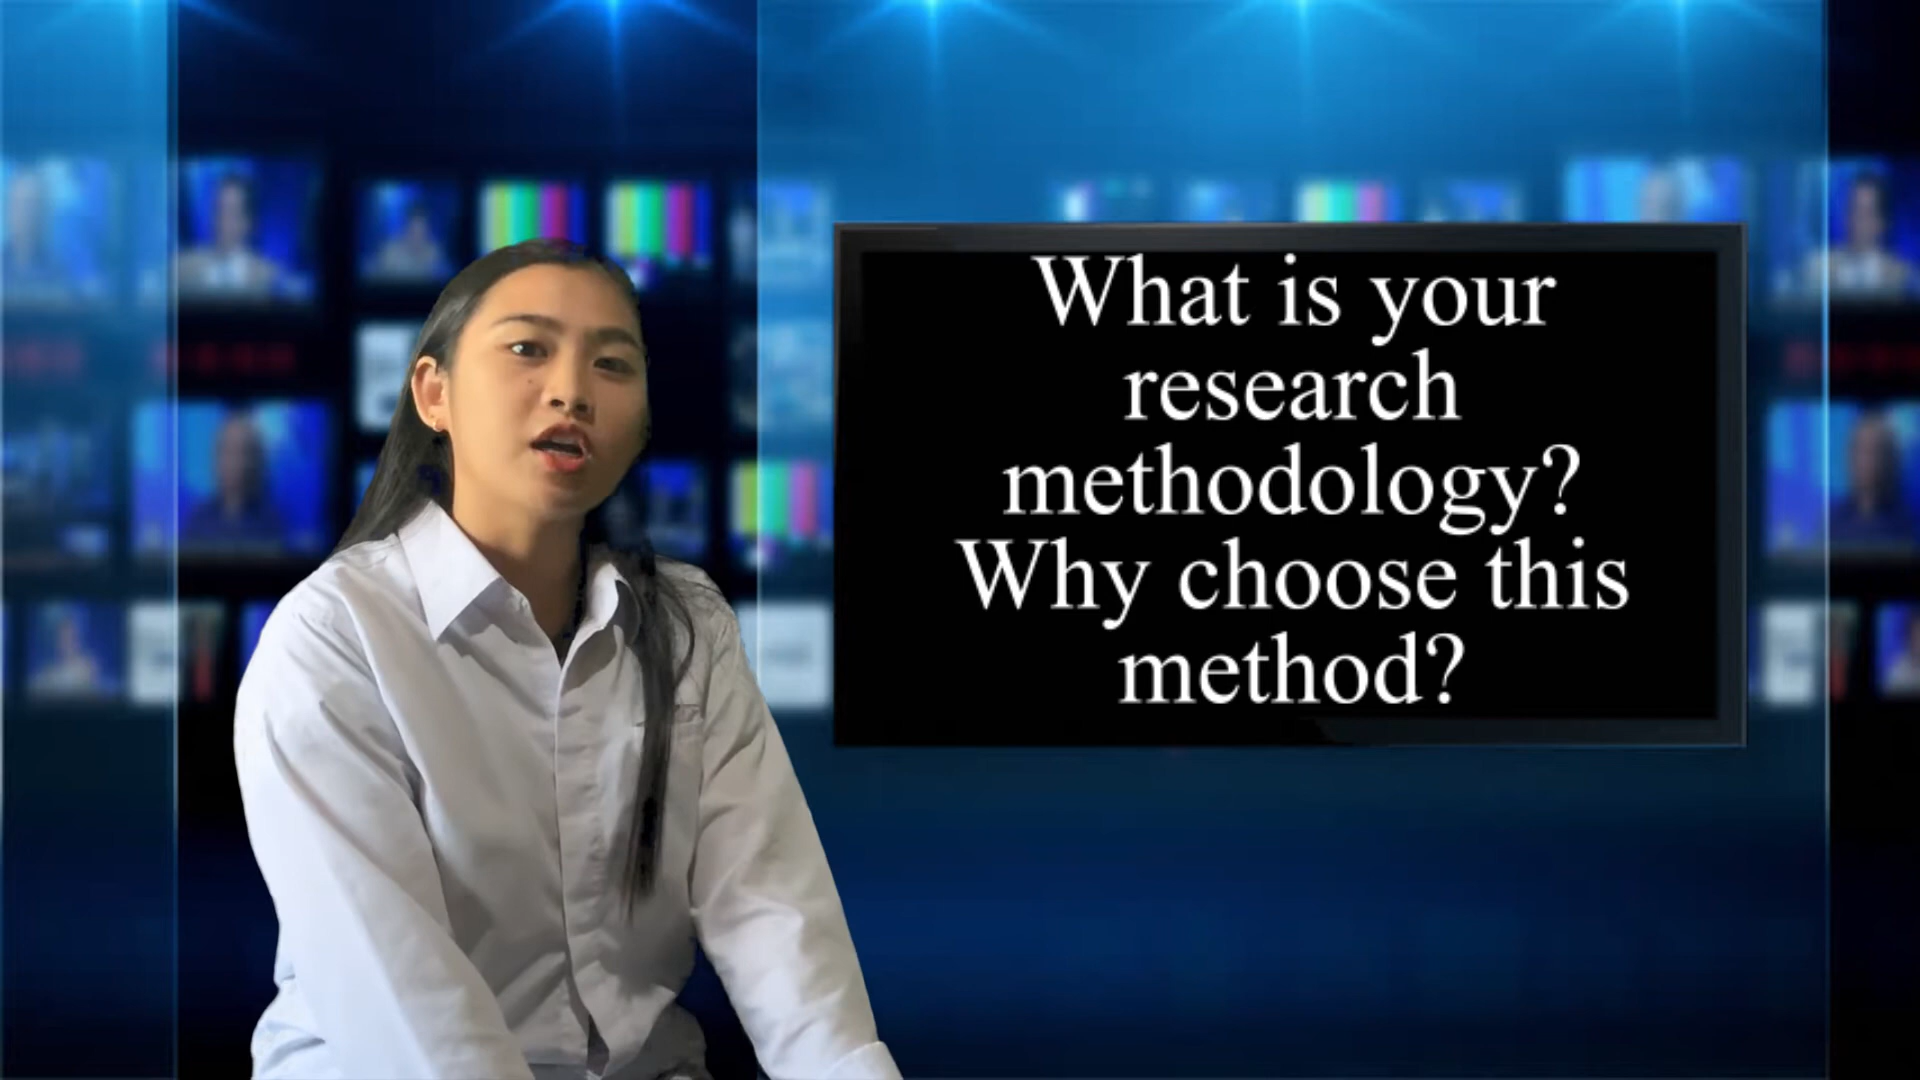 What is your
research
methodology?
Why choose this
method?